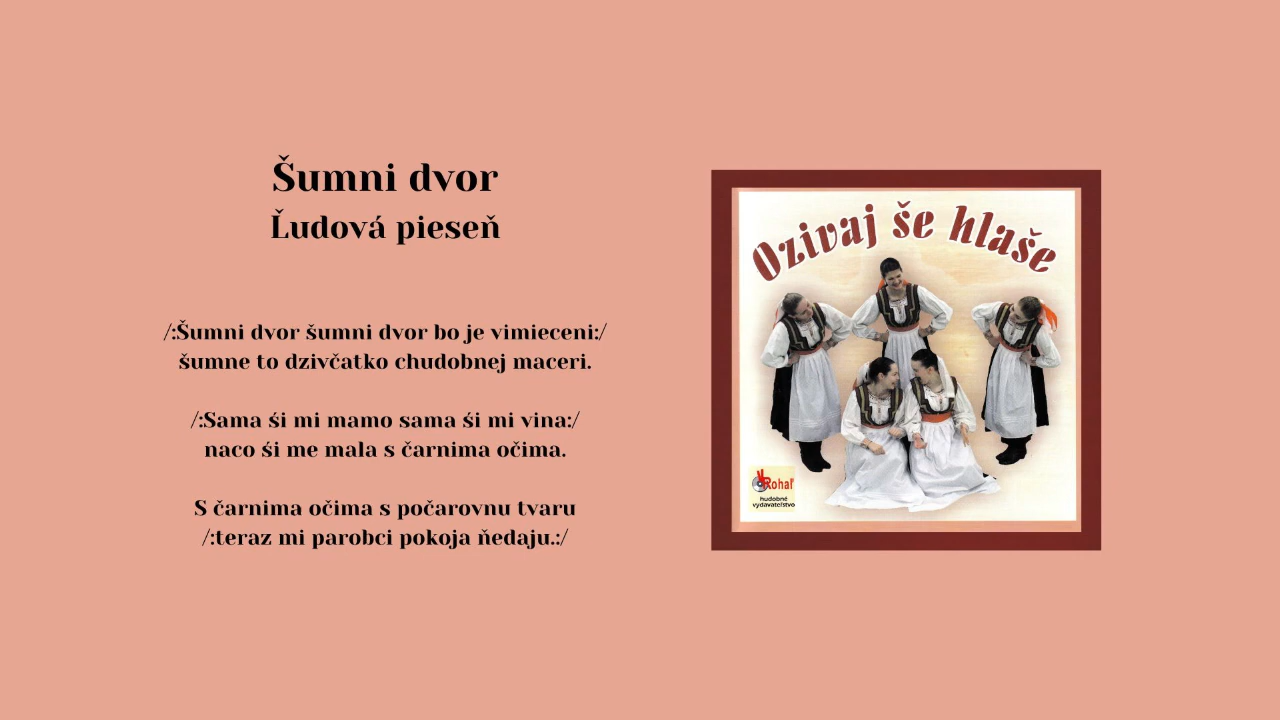 Šumni dvor
Ľudová pieseň
/:Šumni dvor šumni dvor bo je vimieceni:/
šumne to dzivčatko chudobnej maceri.
/:Sama śi mi mamo sama śi mi vina:/
naco śi me mala s čarnima očima.
S čarnima očima s počarovnu tvaru
/:teraz mi parobci pokoja ňedaju.:/
Ozivaj še hlaše
VRohaľ
hudobné
vydavateľstvo